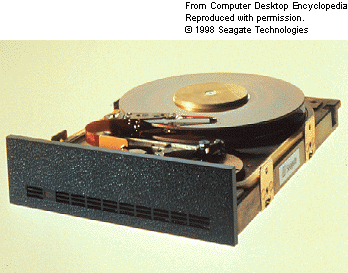 From Computer Desktop Encyclopedia
Reproduced with permission.
© 1998 Seagate Technologies